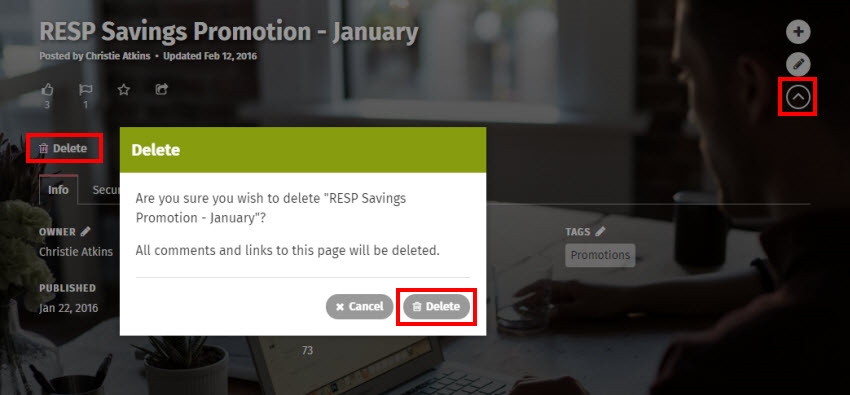 RESP Savings Promotion - January
Posted by Christie Atkins • Updated Feb 12, 2016
3 1
Delete
Delete
Are you sure you wish to delete "RESP Savings
Promotion - January"?
All comments and links to this page will be deleted.
Cancel Delete
Info Secur
OWNER
Christie Atkins
PUBLISHED
Jan 22, 2016
TAGS
Promotions
73